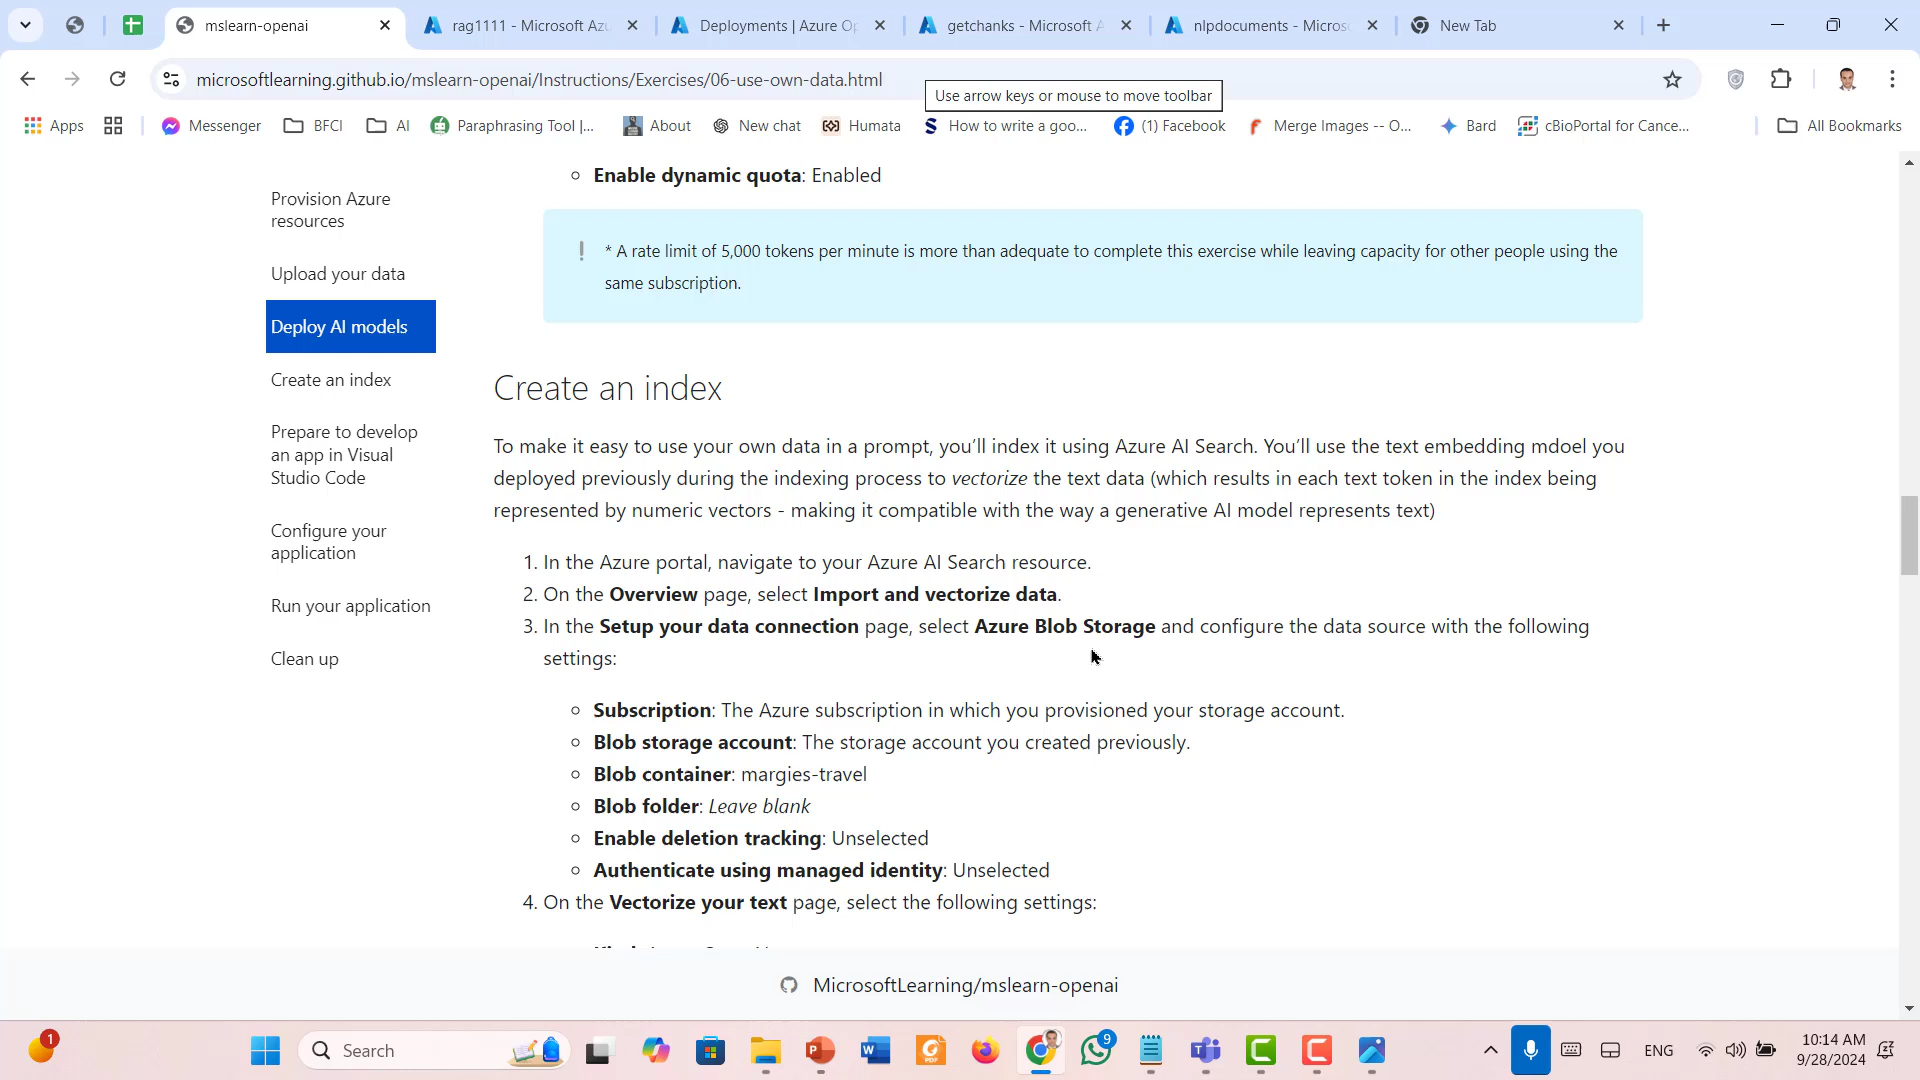 mslearn-openai
rag1111 - Microsoft Azu
Deployments | Azure Op
getchanks - Microsoft A
nlpdocuments - Microso
New Tab
microsoftlearning.github.io/mslearn-openai/Instructions/Exercises/06-use-own-data.html
Use arrow keys or mouse to move toolbar
Apps
Messenger
BFCI
AI
Paraphrasing Tool |...
About
New chat
Humata
How to write a goo...
(1) Facebook
Merge Images -- O...
Bard
cBioPortal for Cance...
All Bookmarks
Provision Azure
resources
Upload your data
Deploy AI models
Create an index
Prepare to develop
an app in Visual
Studio Code
Configure your
application
Run your application
Clean up
Enable dynamic quota: Enabled
* A rate limit of 5,000 tokens per minute is more than adequate to complete this exercise while leaving capacity for other people using the
same subscription.
Create an index
To make it easy to use your own data in a prompt, you’ll index it using Azure AI Search. You’ll use the text embedding mdoel you
deployed previously during the indexing process to vectorize the text data (which results in each text token in the index being
represented by numeric vectors - making it compatible with the way a generative AI model represents text)
1. In the Azure portal, navigate to your Azure AI Search resource.
2. On the Overview page, select Import and vectorize data.
3. In the Setup your data connection page, select Azure Blob Storage and configure the data source with the following
settings:
Subscription: The Azure subscription in which you provisioned your storage account.
Blob storage account: The storage account you created previously.
Blob container: margies-travel
Blob folder: Leave blank
Enable deletion tracking: Unselected
Authenticate using managed identity: Unselected
4. On the Vectorize your text page, select the following settings:
MicrosoftLearning/mslearn-openai
1
Search
9
ENG
10:14 AM
9/28/2024